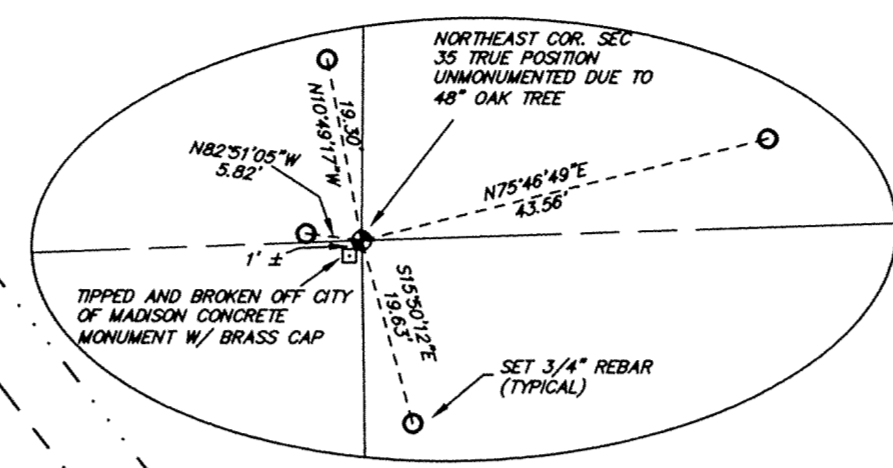 NORTHEAST COR. SEC
35 TRUE POSITION
UNMONUMENTED DUE TO
48" OAK TREE
N10°49'17"W
19.30'
N82°51'05"W
5.82'
N75°46'49"E
43.56'
1' ±
S15°50'12"E
19.63'
TIPPED AND BROKEN OFF CITY
OF MADISON CONCRETE
MONUMENT W/ BRASS CAP
SET 3/4" REBAR
(TYPICAL)